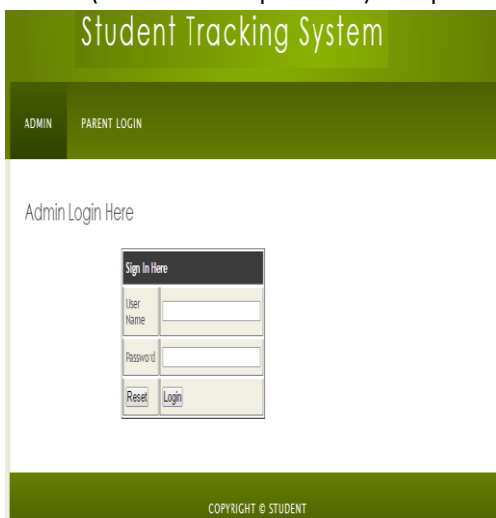 Student Tracking System
ADMIN PARENT LOGIN
Admin Login Here
Sign In Here
User
Name
Password
Reset Login
COPYRIGHT © STUDENT